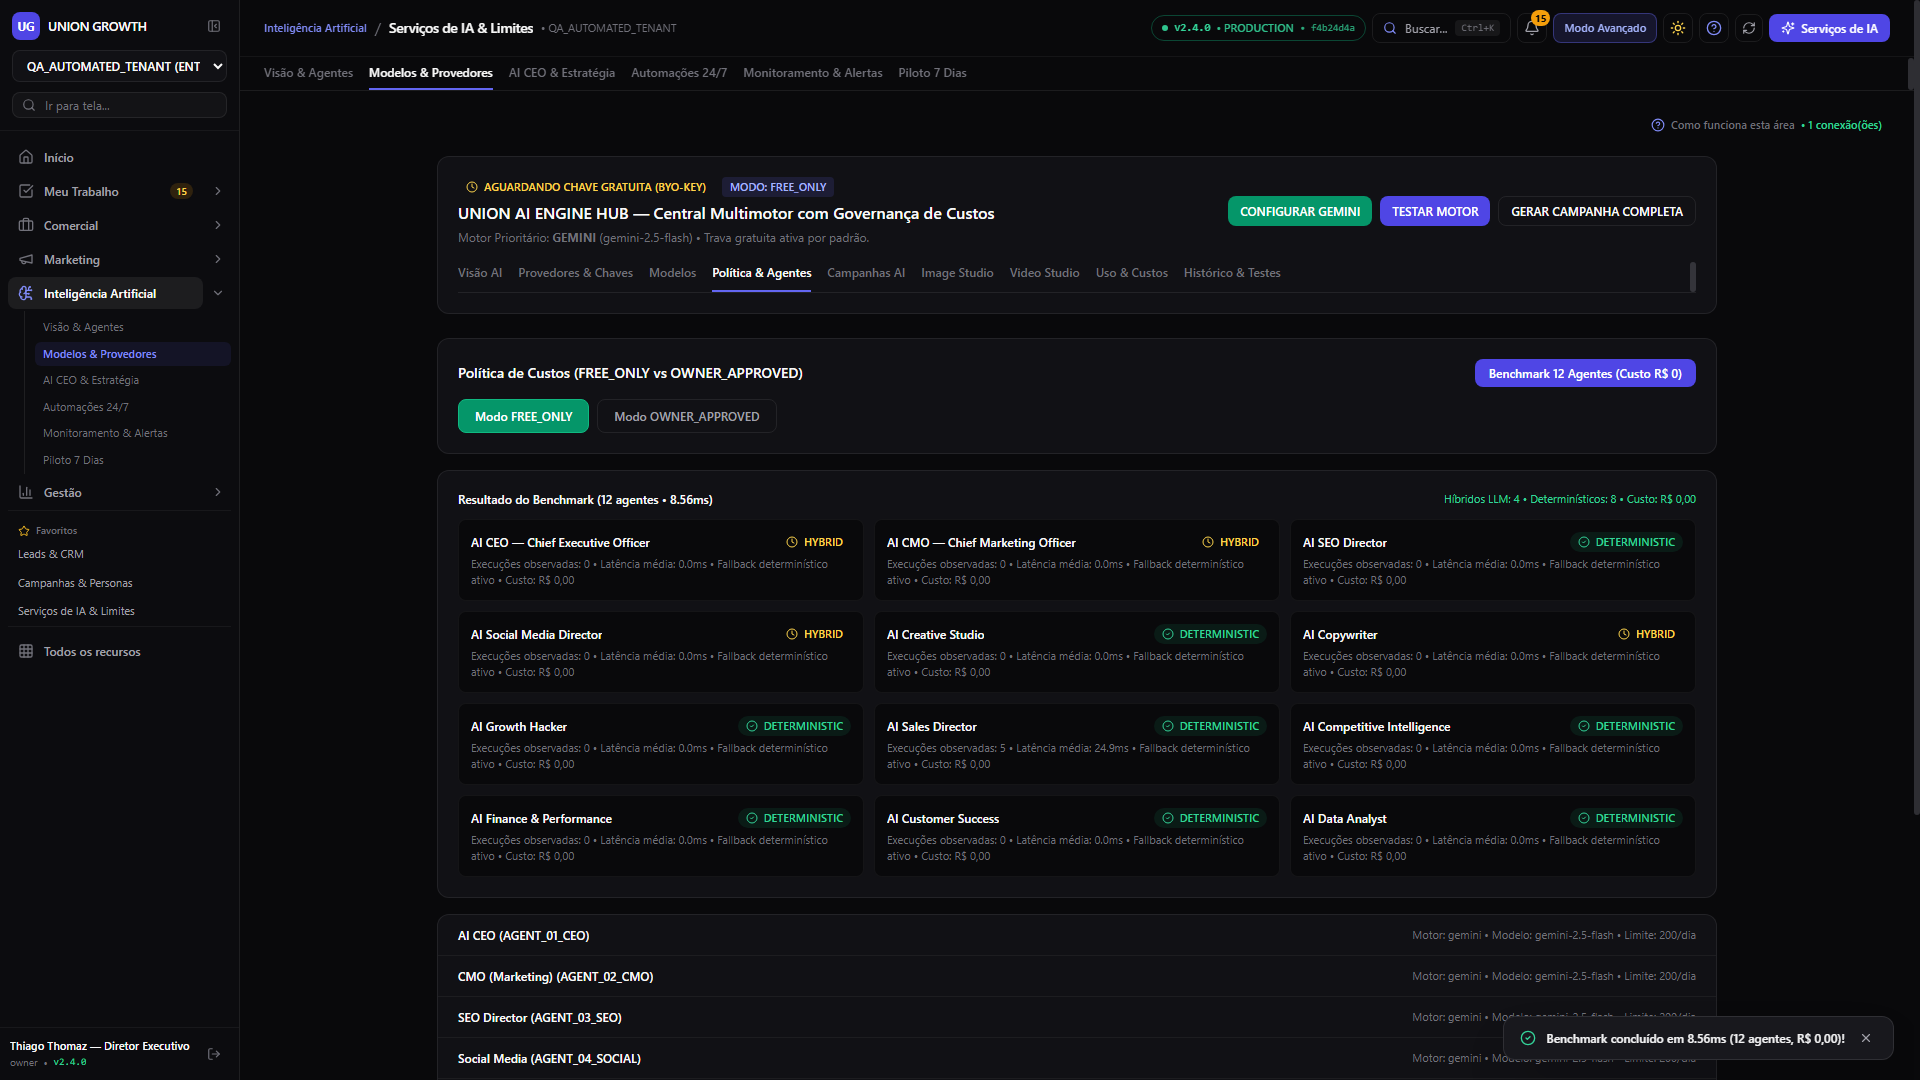 UG UNION GROWTH
QA_AUTOMATED_TENANT (ENT
Ir para tela...
Início
Meu Trabalho 15
Comercial
Marketing
Inteligência Artificial
Visão & Agentes
Modelos & Provedores
AI CEO & Estratégia
Automações 24/7
Monitoramento & Alertas
Piloto 7 Dias
Gestão
Favoritos
Leads & CRM
Campanhas & Personas
Serviços de IA & Limites
Todos os recursos
Thiago Thomaz — Diretor Executivo
owner • v2.4.0
Inteligência Artificial / Serviços de IA & Limites • QA_AUTOMATED_TENANT
v2.4.0 • PRODUCTION • f4b24d4a
Buscar... Ctrl+K
15
Modo Avançado
Serviços de IA
Visão & Agentes Modelos & Provedores AI CEO & Estratégia Automações 24/7 Monitoramento & Alertas Piloto 7 Dias
Como funciona esta área • 1 conexão(ões)
AGUARDANDO CHAVE GRATUITA (BYO-KEY) MODO: FREE_ONLY
UNION AI ENGINE HUB — Central Multimotor com Governança de Custos
Motor Prioritário: GEMINI (gemini-2.5-flash) • Trava gratuita ativa por padrão.
CONFIGURAR GEMINI TESTAR MOTOR GERAR CAMPANHA COMPLETA
Visão AI Provedores & Chaves Modelos Política & Agentes Campanhas AI Image Studio Video Studio Uso & Custos Histórico & Testes
Política de Custos (FREE_ONLY vs OWNER_APPROVED)
Benchmark 12 Agentes (Custo R$ 0)
Modo FREE_ONLY Modo OWNER_APPROVED
Resultado do Benchmark (12 agentes • 8.56ms)
Híbridos LLM: 4 • Determinísticos: 8 • Custo: R$ 0,00
AI CEO — Chief Executive Officer HYBRID
Execuções observadas: 0 • Latência média: 0.0ms • Fallback determinístico
ativo • Custo: R$ 0,00
AI CMO — Chief Marketing Officer HYBRID
Execuções observadas: 0 • Latência média: 0.0ms • Fallback determinístico
ativo • Custo: R$ 0,00
AI SEO Director DETERMINISTIC
Execuções observadas: 0 • Latência média: 0.0ms • Fallback determinístico
ativo • Custo: R$ 0,00
AI Social Media Director HYBRID
Execuções observadas: 0 • Latência média: 0.0ms • Fallback determinístico
ativo • Custo: R$ 0,00
AI Creative Studio DETERMINISTIC
Execuções observadas: 0 • Latência média: 0.0ms • Fallback determinístico
ativo • Custo: R$ 0,00
AI Copywriter HYBRID
Execuções observadas: 0 • Latência média: 0.0ms • Fallback determinístico
ativo • Custo: R$ 0,00
AI Growth Hacker DETERMINISTIC
Execuções observadas: 0 • Latência média: 0.0ms • Fallback determinístico
ativo • Custo: R$ 0,00
AI Sales Director DETERMINISTIC
Execuções observadas: 5 • Latência média: 24.9ms • Fallback determinístico
ativo • Custo: R$ 0,00
AI Competitive Intelligence DETERMINISTIC
Execuções observadas: 0 • Latência média: 0.0ms • Fallback determinístico
ativo • Custo: R$ 0,00
AI Finance & Performance DETERMINISTIC
Execuções observadas: 0 • Latência média: 0.0ms • Fallback determinístico
ativo • Custo: R$ 0,00
AI Customer Success DETERMINISTIC
Execuções observadas: 0 • Latência média: 0.0ms • Fallback determinístico
ativo • Custo: R$ 0,00
AI Data Analyst DETERMINISTIC
Execuções observadas: 0 • Latência média: 0.0ms • Fallback determinístico
ativo • Custo: R$ 0,00
AI CEO (AGENT_01_CEO) Motor: gemini • Modelo: gemini-2.5-flash • Limite: 200/dia
CMO (Marketing) (AGENT_02_CMO) Motor: gemini • Modelo: gemini-2.5-flash • Limite: 200/dia
SEO Director (AGENT_03_SEO) Motor: gemini
Social Media (AGENT_04_SOCIAL) Motor: gemini
Benchmark concluído em 8.56ms (12 agentes, R$ 0,00)!